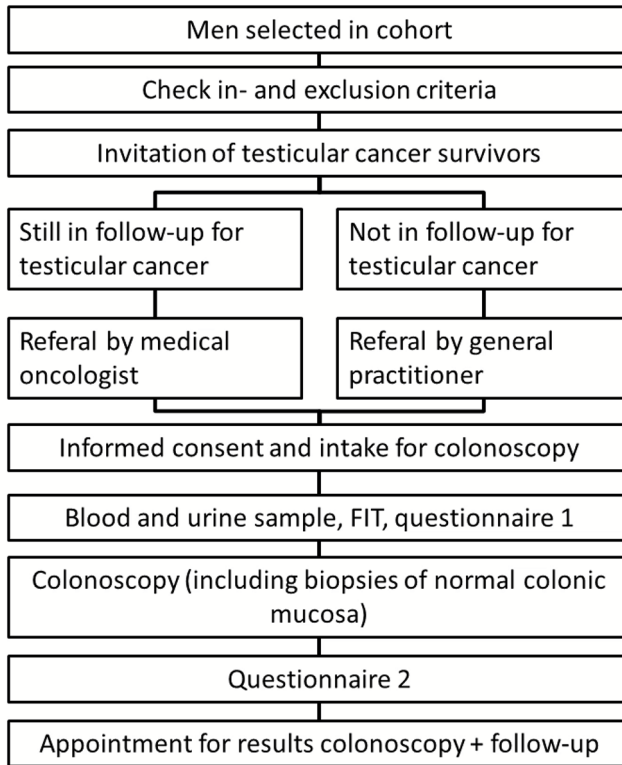 Men selected in cohort
Check in- and exclusion criteria
Invitation of testicular cancer survivors
Still in follow-up for
testicular cancer
Not in follow-up for
testicular cancer
Referal by medical
oncologist
Referal by general
practitioner
Informed consent and intake for colonoscopy
Blood and urine sample, FIT, questionnaire 1
Colonoscopy (including biopsies of normal colonic
mucosa)
Questionnaire 2
Appointment for results colonoscopy + follow-up